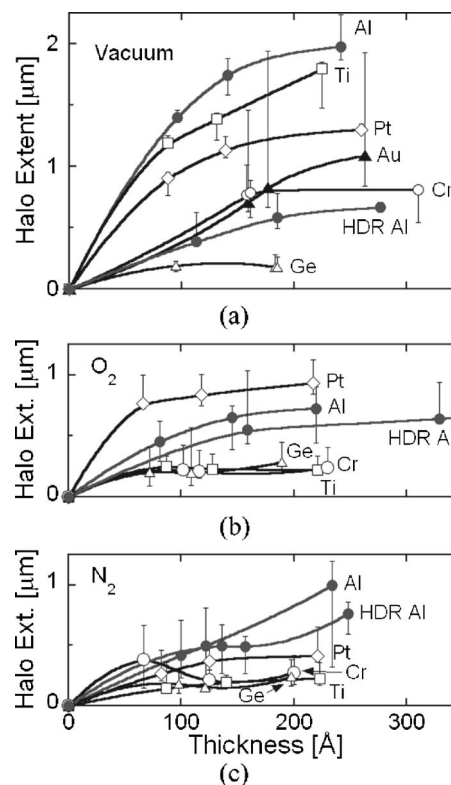 2
1
0
Halo Extent [μm]
Vacuum
Al
Ti
Pt
Au
Cr
HDR Al
Ge
(a)
1
0
Halo Ext. [μm]
O2
Pt
Al
HDR A
Ge
Cr
Ti
(b)
1
0
Halo Ext. [μm]
N2
Al
HDR Al
Pt
Cr
Ge
Ti
0 100 200 300
Thickness [Å]
(c)